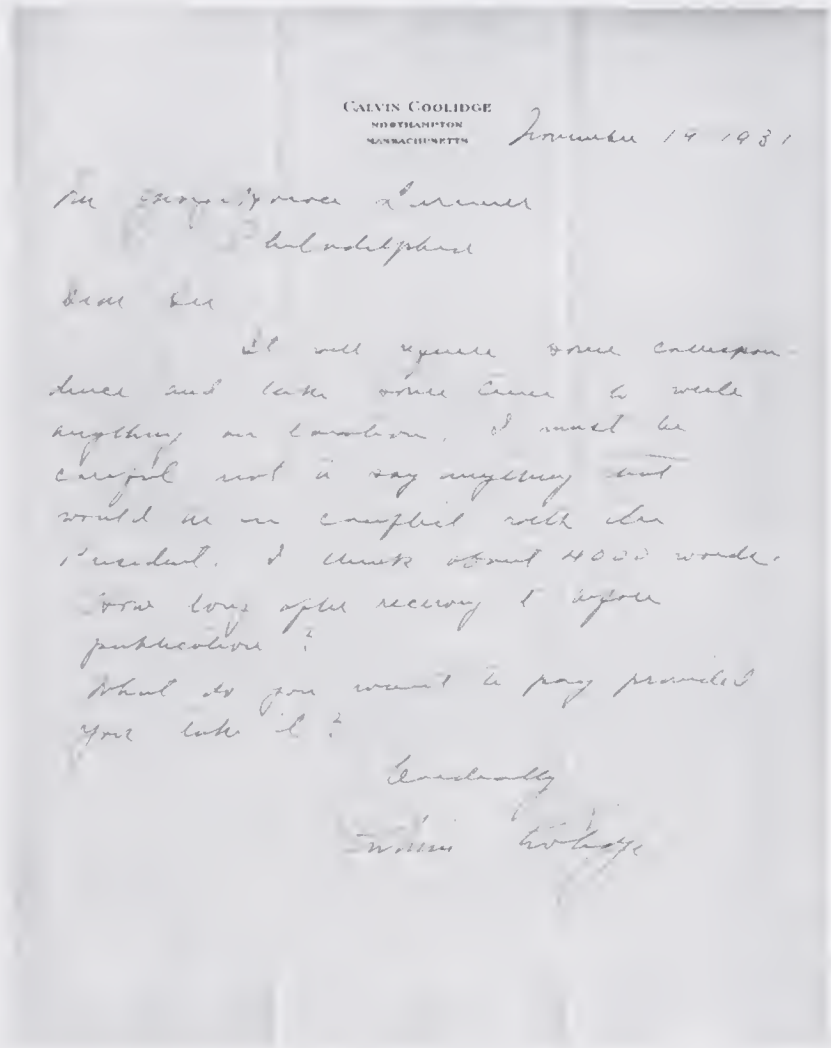 CALVIN COOLIDGE
NORTHAMPTON
MASSACHUSETTS
November 19 1931
Mr George Horace Lorimer
Philadelphia
Dear Sir
It will require some correspon-
dence and take some time to write
anything on taxation. I must be
careful not to say anything that
would be in conflict with the
President. I think about 4000 words.
How long after receiving it before
publication?
What do you want to pay provided
you take it?
Cordially
Calvin Coolidge